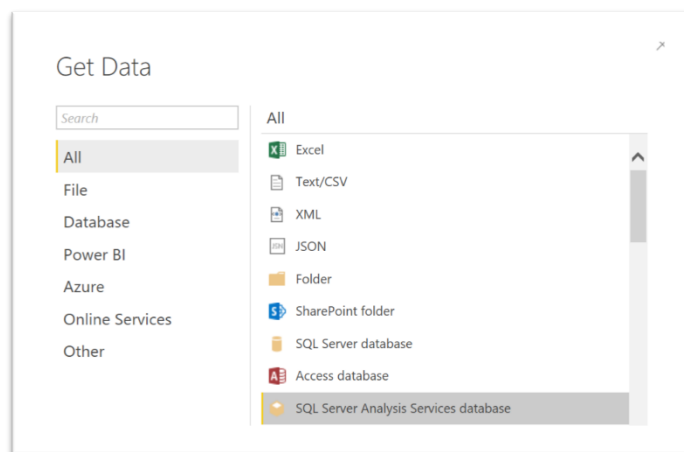 Get Data
Search
All
File
Database
Power BI
Azure
Online Services
Other
All
Excel
Text/CSV
XML
JSON
Folder
SharePoint folder
SQL Server database
Access database
SQL Server Analysis Services database